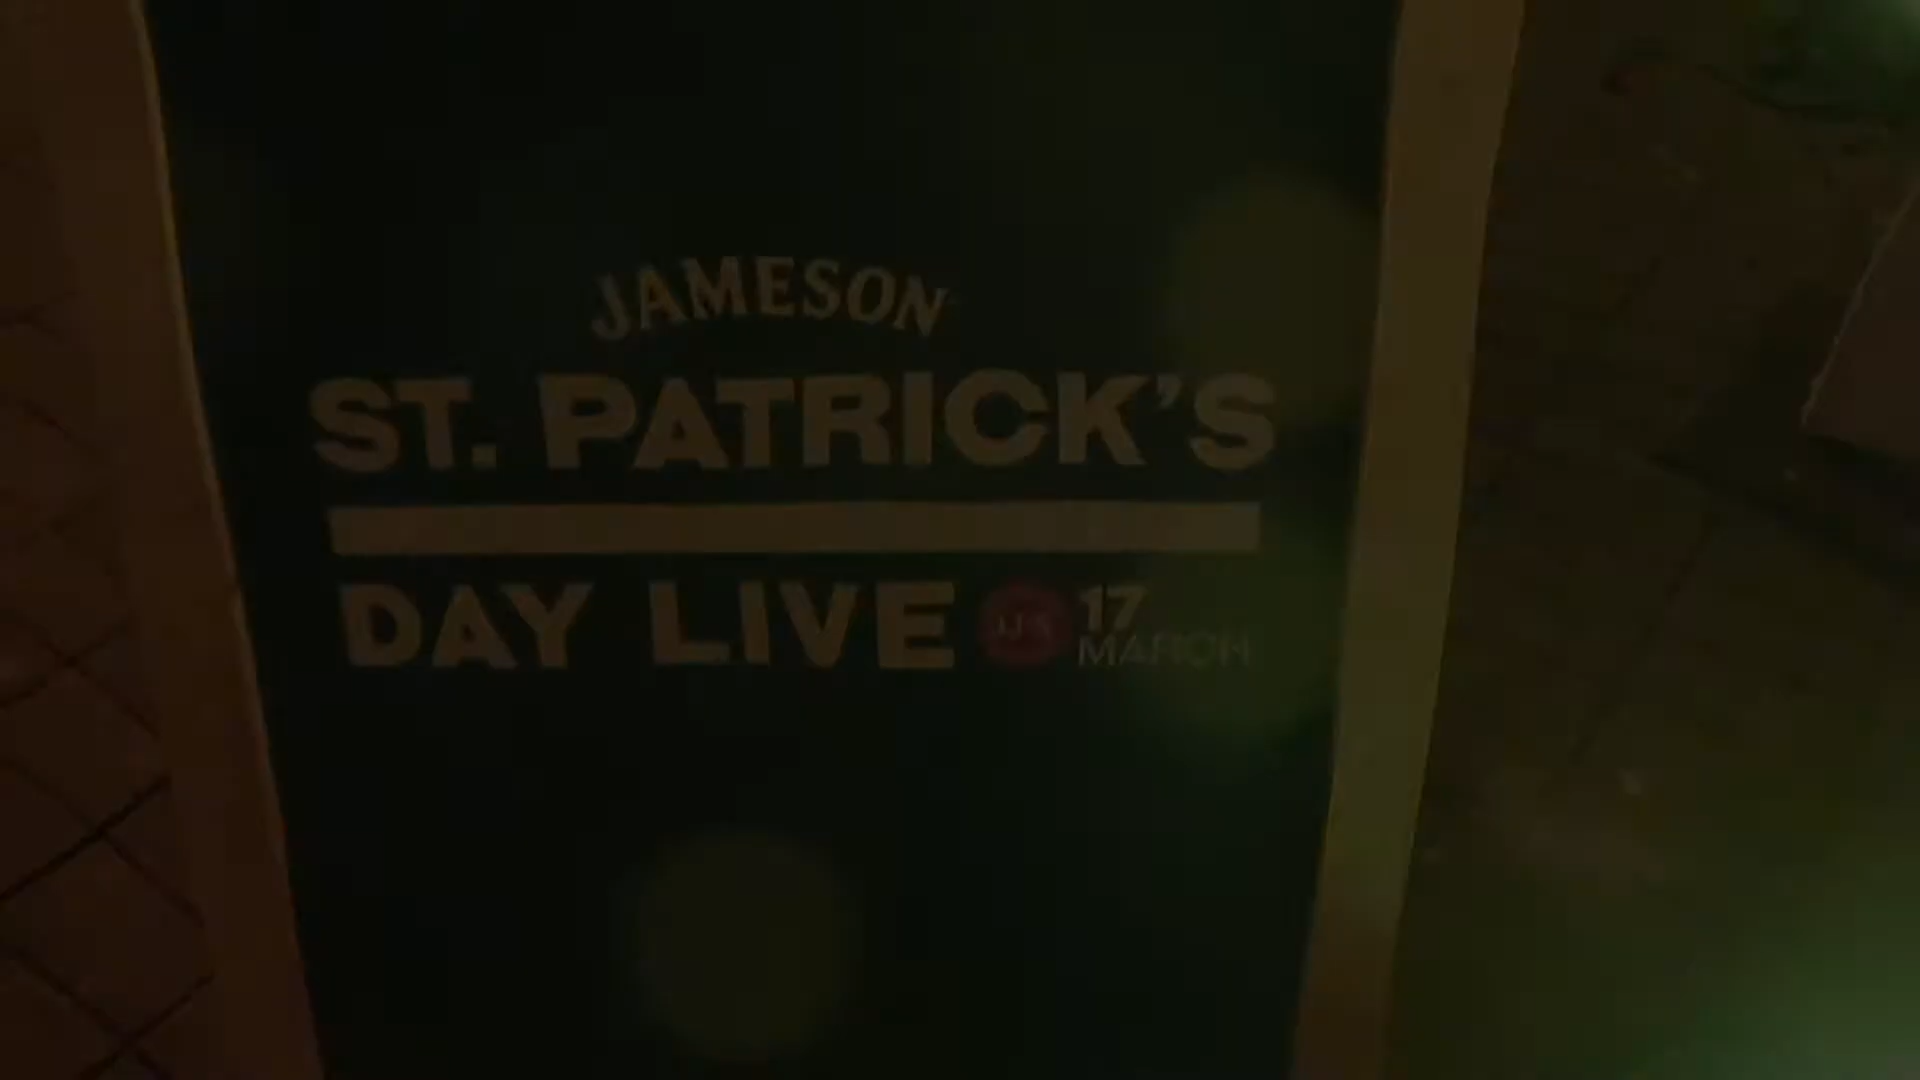 JAMESON
ST. PATRICK'S
DAY LIVE
17
MARCH